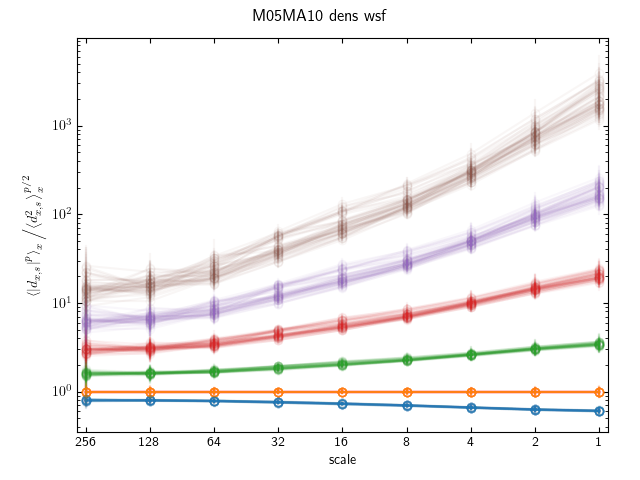 M05MA10 dens wsf
⟨|d_{x,s}|^p⟩_x / ⟨d_{x,s}^2⟩_x^{p/2}
10^3
10^2
10^1
10^0
256 128 64 32 16 8 4 2 1
scale